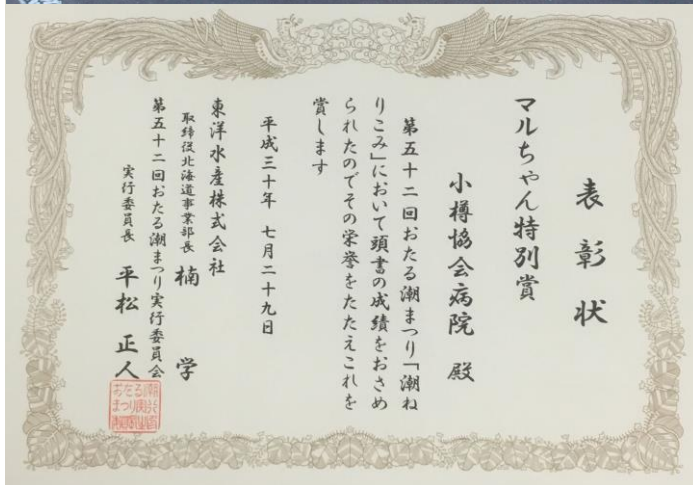 表彰状
マルちゃん特別賞
小樽協会病院 殿
第五十二回おたる潮まつり「潮ね
りこみ」において頭書の成績をおさめ
られたのでその栄誉をたたえこれを
賞します
平成三十年 七月二十九日
東洋水産株式会社
取締役北海道事業部長 楠 学
第五十二回おたる潮まつり実行委員会
実行委員長 平松 正人